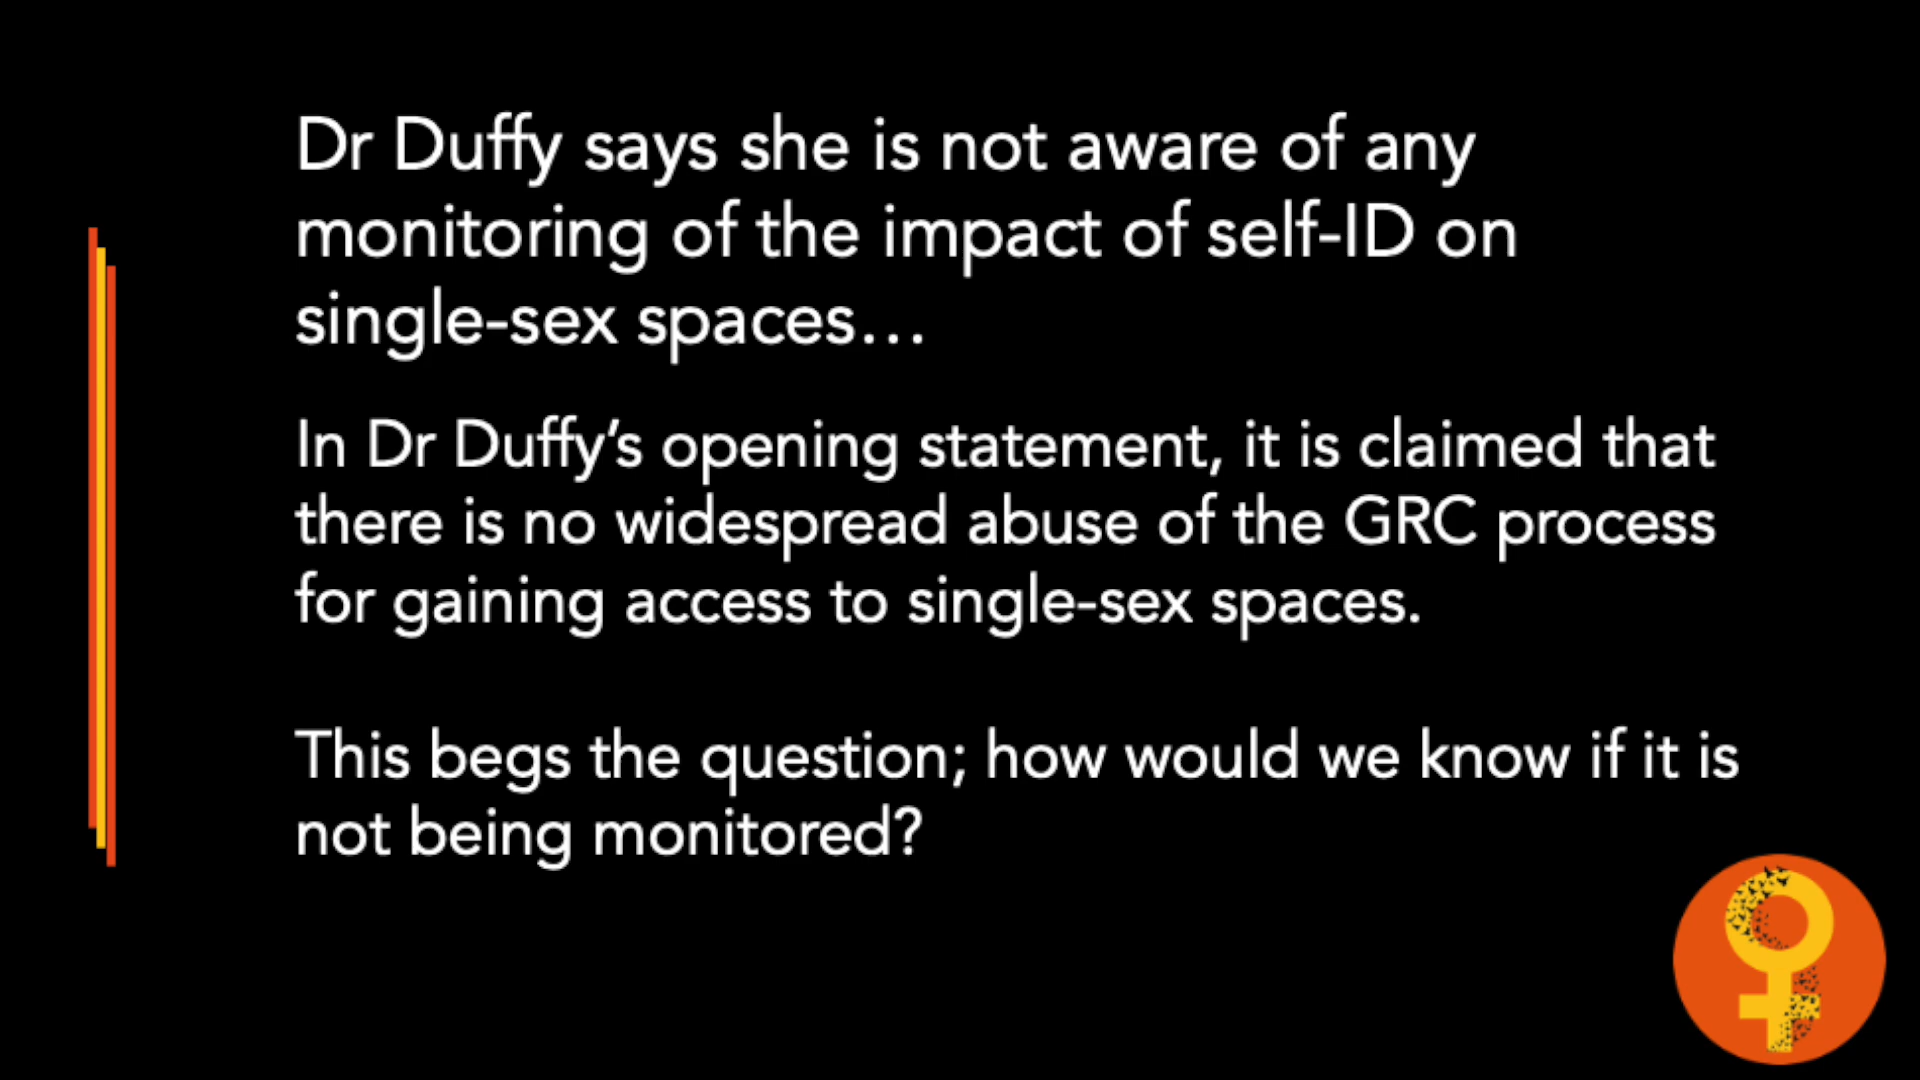 Dr Duffy says she is not aware of any
monitoring of the impact of self-ID on
single-sex spaces…
In Dr Duffy’s opening statement, it is claimed that
there is no widespread abuse of the GRC process
for gaining access to single-sex spaces.
This begs the question; how would we know if it is
not being monitored?